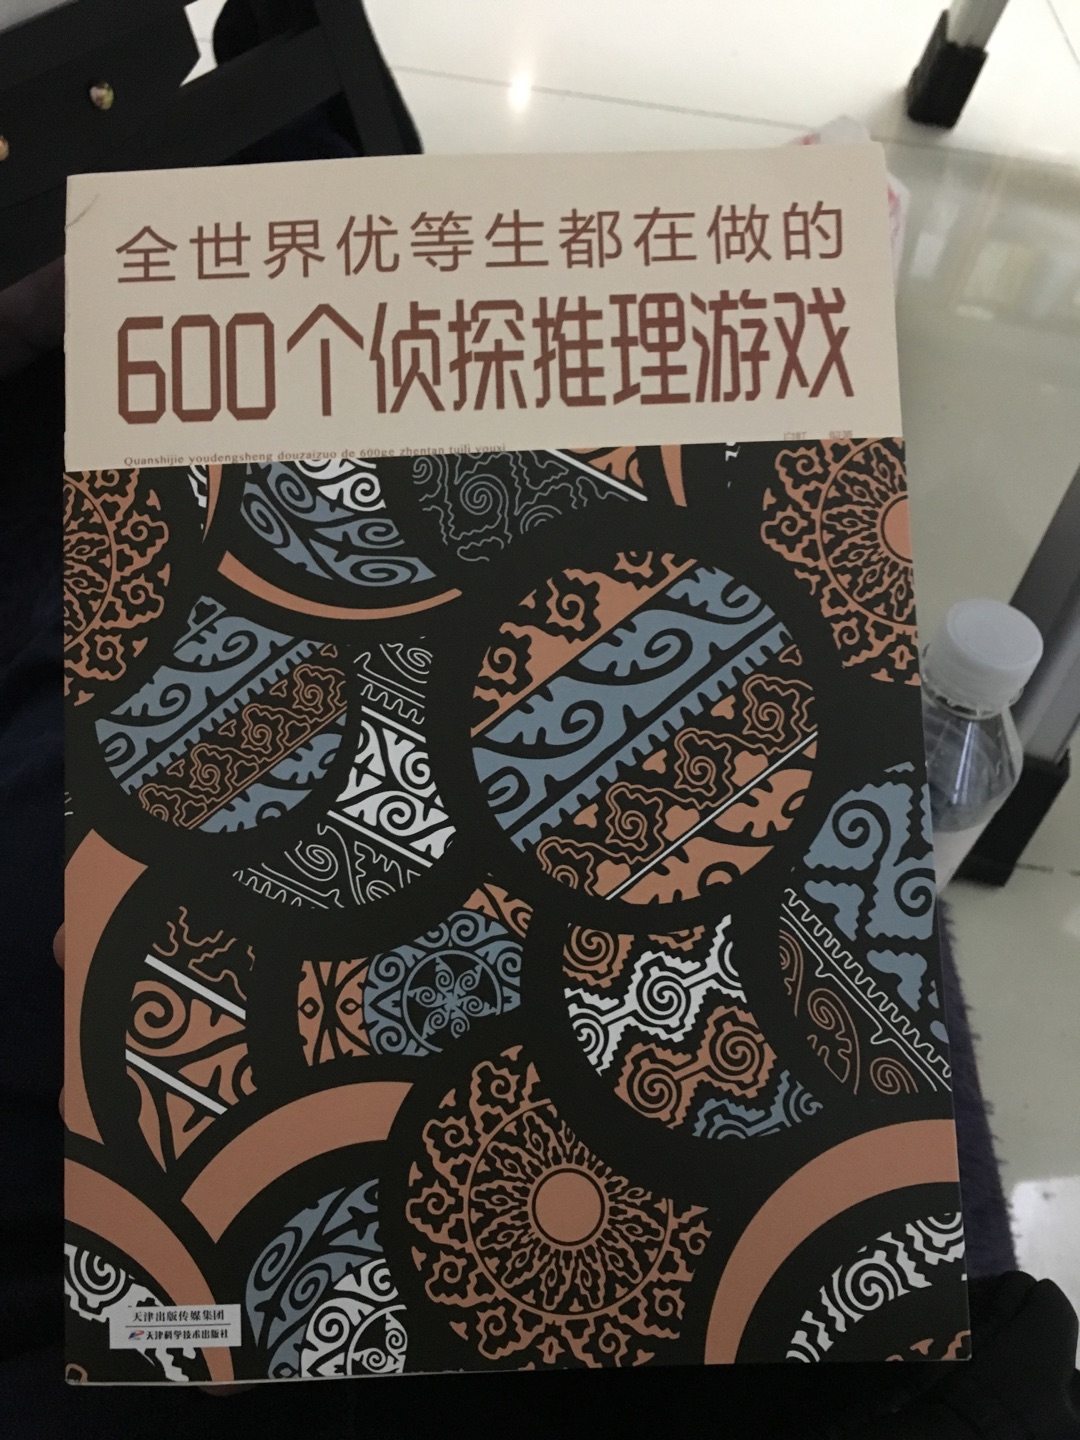 全世界优等生都在做的
600个侦探推理游戏
Quanshijie youdengsheng douzaizuo de 600ge zhentan tuili youxi
天津出版传媒集团
天津科学技术出版社